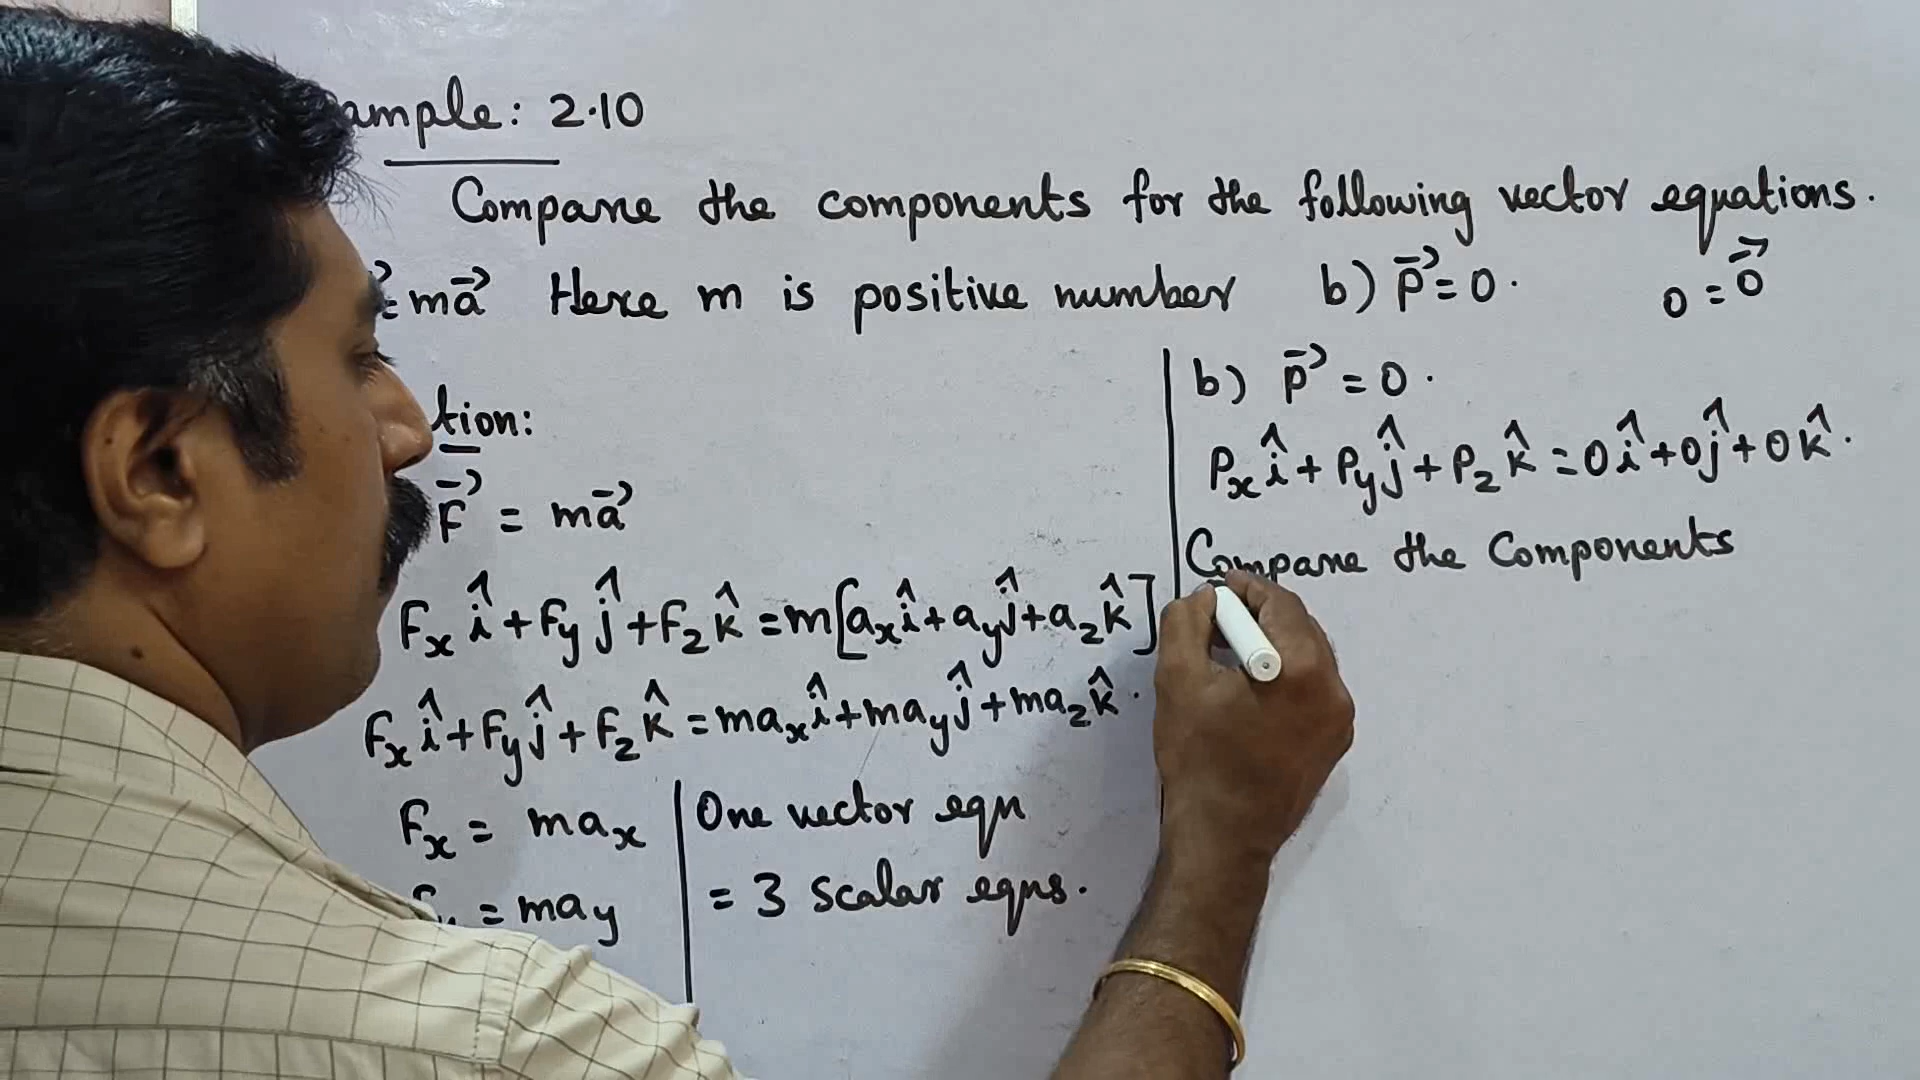 ample: 2.10
Compare the components for the following vector equations.
= ma⃗ Here m is positive number b) p⃗ = 0. 0 = 0⃗
tion:
F⃗ = ma⃗
Fx î + Fy ĵ + Fz k̂ = m[ax î + ay ĵ + az k̂]
Fx î + Fy ĵ + Fz k̂ = max î + may ĵ + maz k̂.
Fx = max
= may
One vector eqn
= 3 scalar eqns.
b) p⃗ = 0.
Px î + Py ĵ + Pz k̂ = 0 î + 0 ĵ + 0 k̂.
Compare the Components